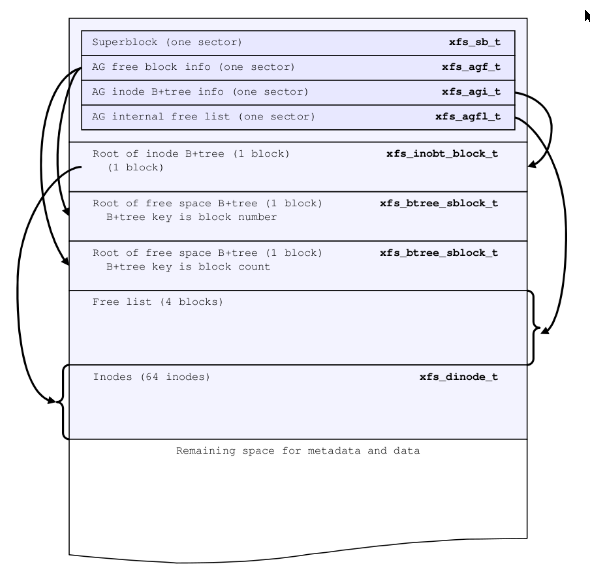 Superblock (one sector) xfs_sb_t
AG free block info (one sector) xfs_agf_t
AG inode B+tree info (one sector) xfs_agi_t
AG internal free list (one sector) xfs_agfl_t
Root of inode B+tree (1 block) xfs_inobt_block_t
(1 block)
Root of free space B+tree (1 block) xfs_btree_sblock_t
B+tree key is block number
Root of free space B+tree (1 block) xfs_btree_sblock_t
B+tree key is block count
Free list (4 blocks)
Inodes (64 inodes) xfs_dinode_t
Remaining space for metadata and data